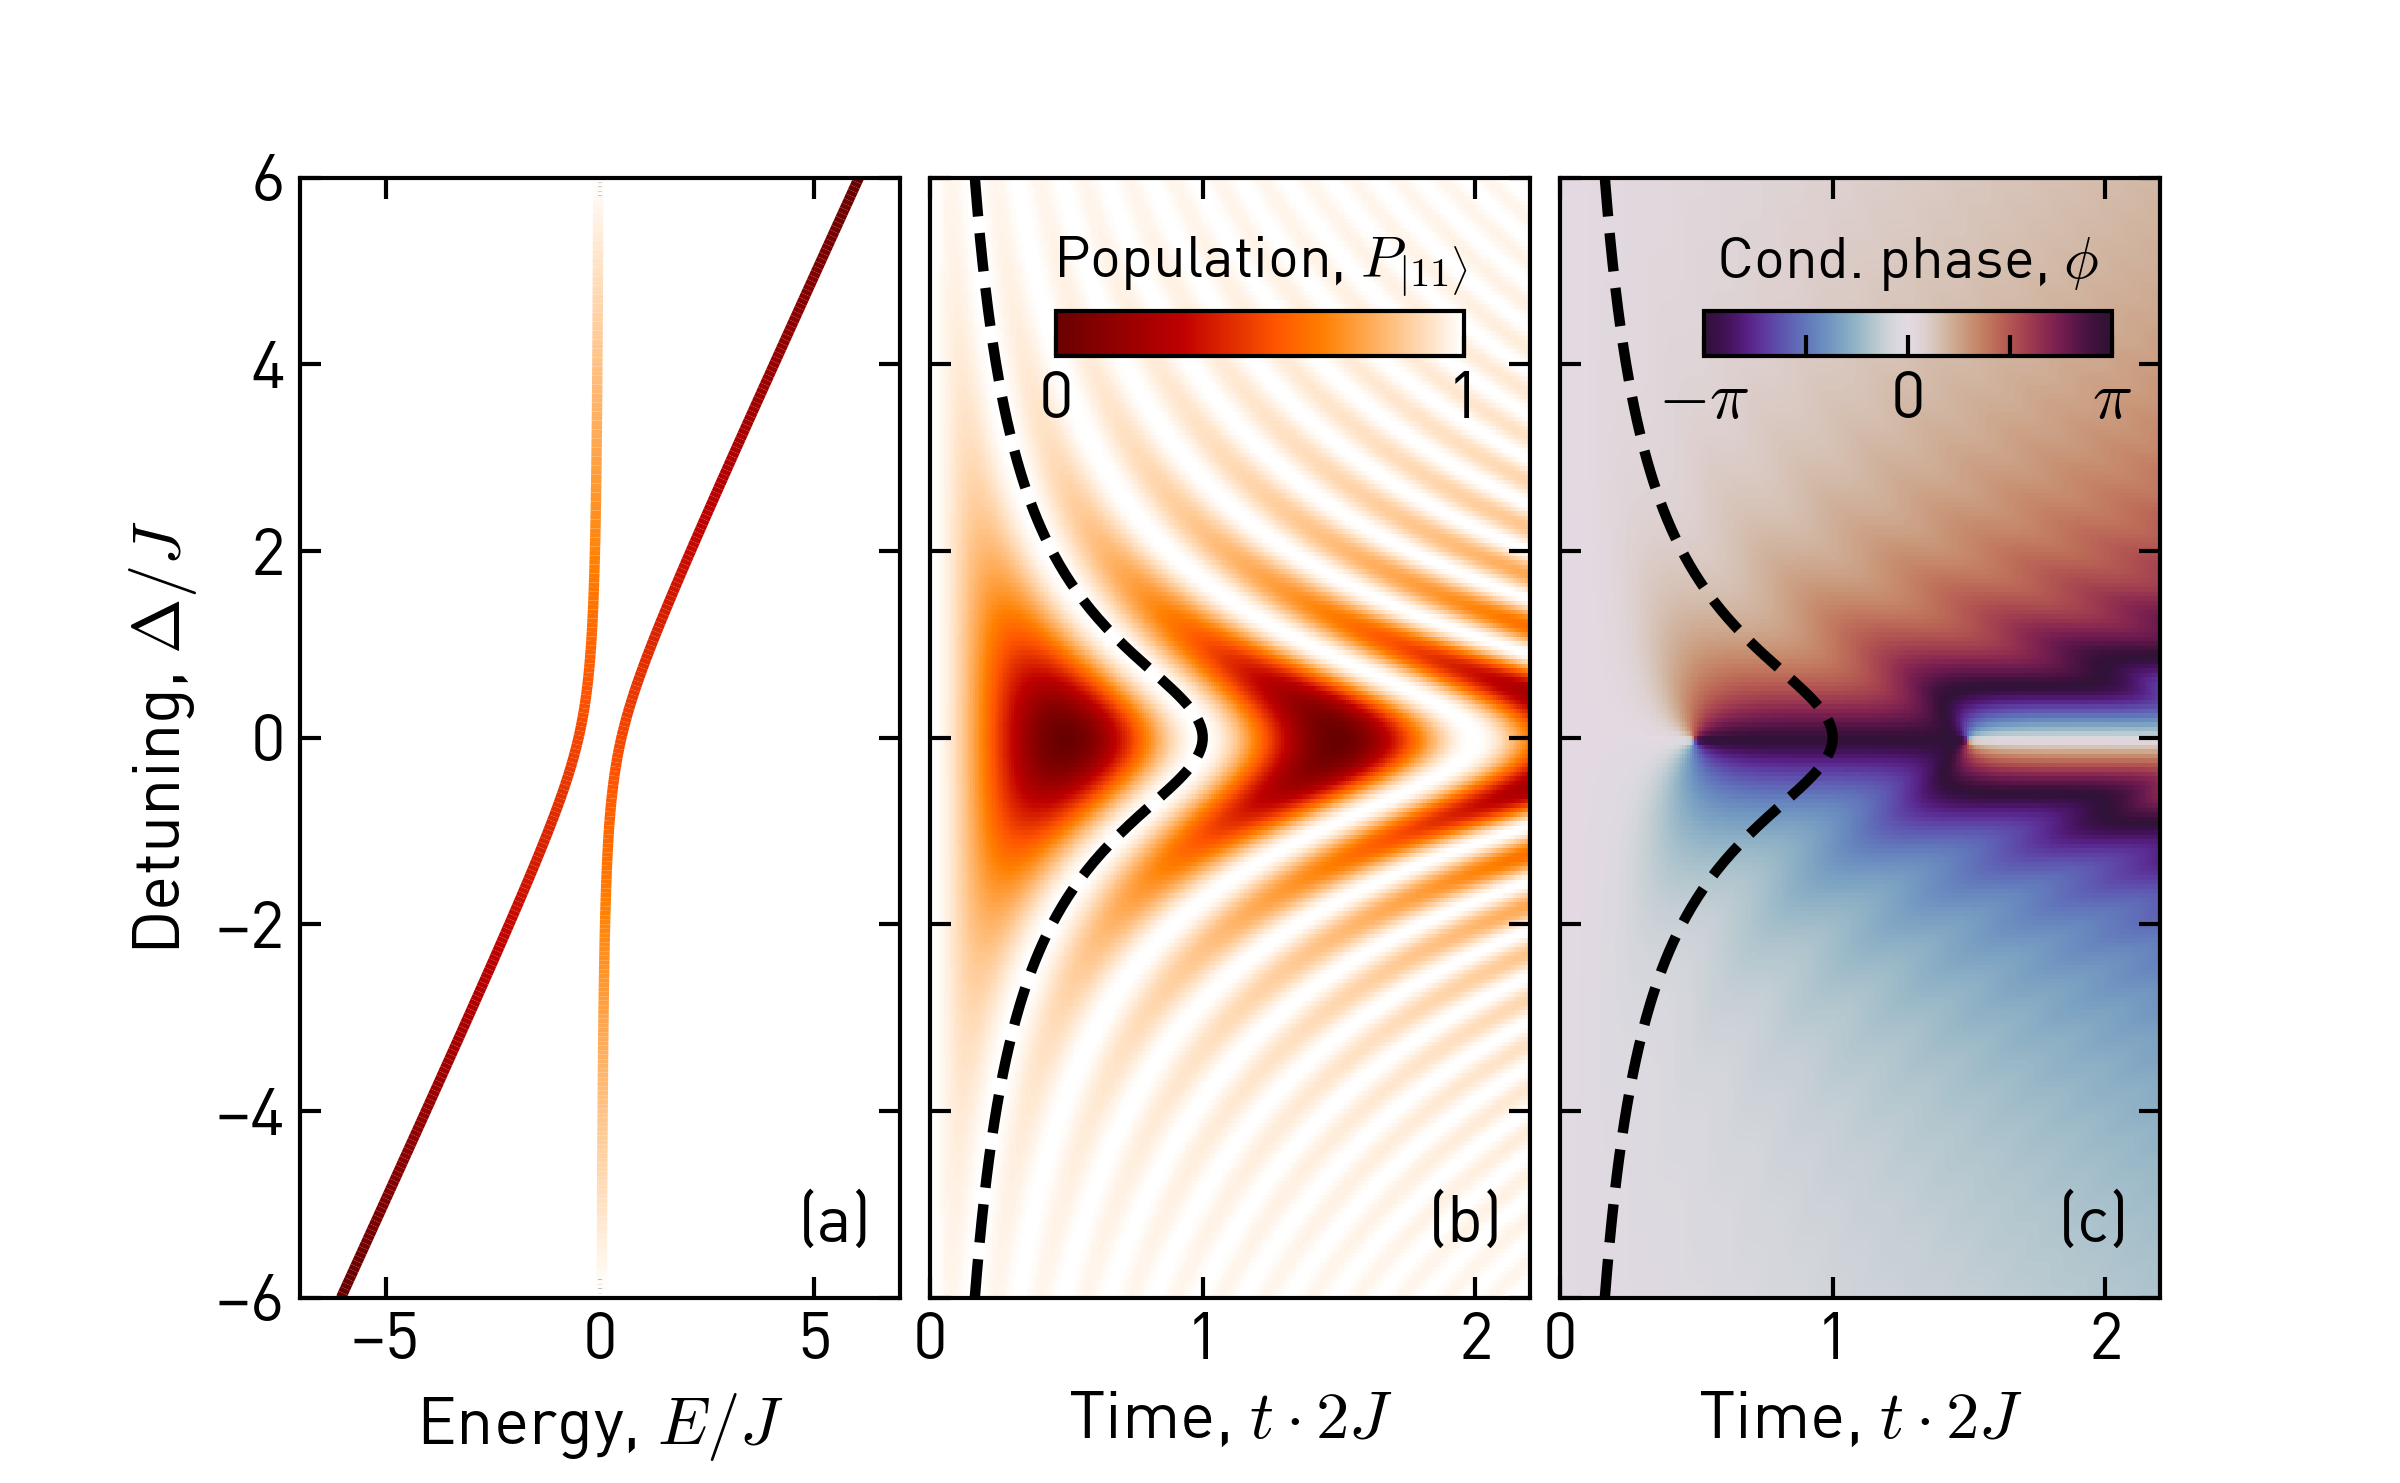 Detuning, Δ/J
6
4
2
0
−2
−4
−6
−5 0 5
Energy, E/J
(a)
Population, P|11⟩
0 1
(b)
0 1 2
Time, t · 2J
Cond. phase, ϕ
−π 0 π
(c)
0 1 2
Time, t · 2J